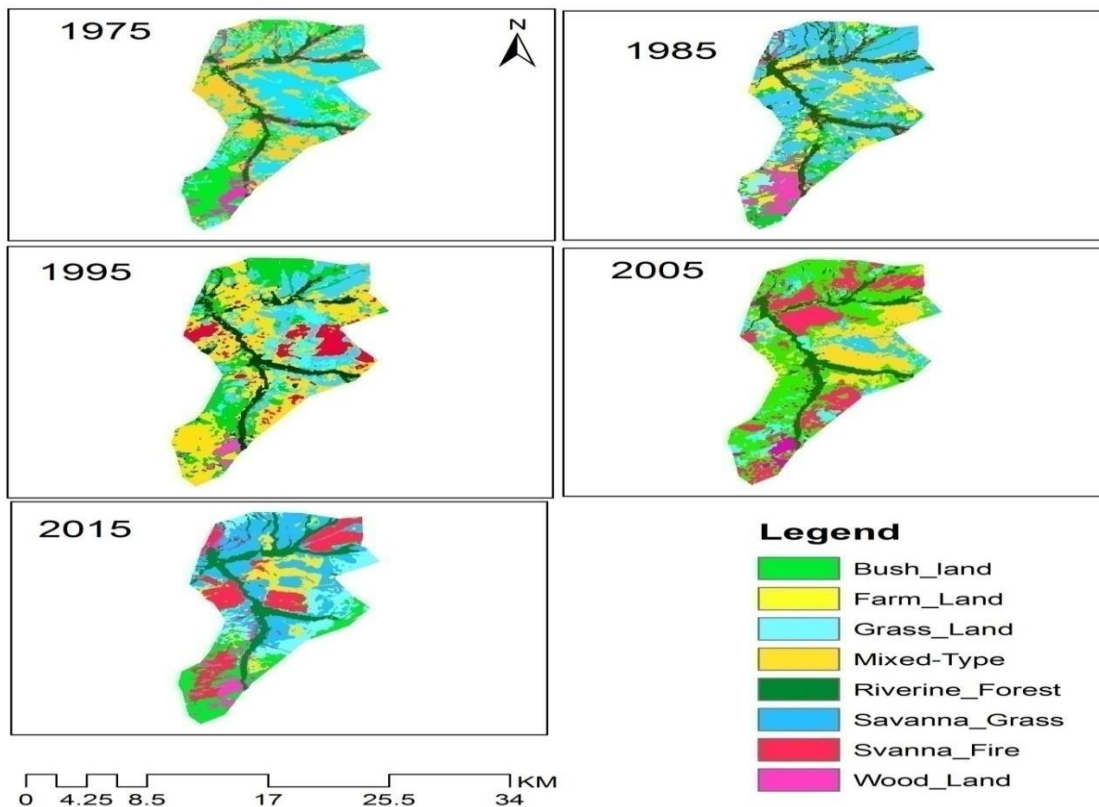 1975
N
1985
1995
2005
2015
Legend
Bush_land
Farm_Land
Grass_Land
Mixed-Type
Riverine_Forest
Savanna_Grass
Svanna_Fire
Wood_Land
KM
0 4.25 8.5 17 25.5 34